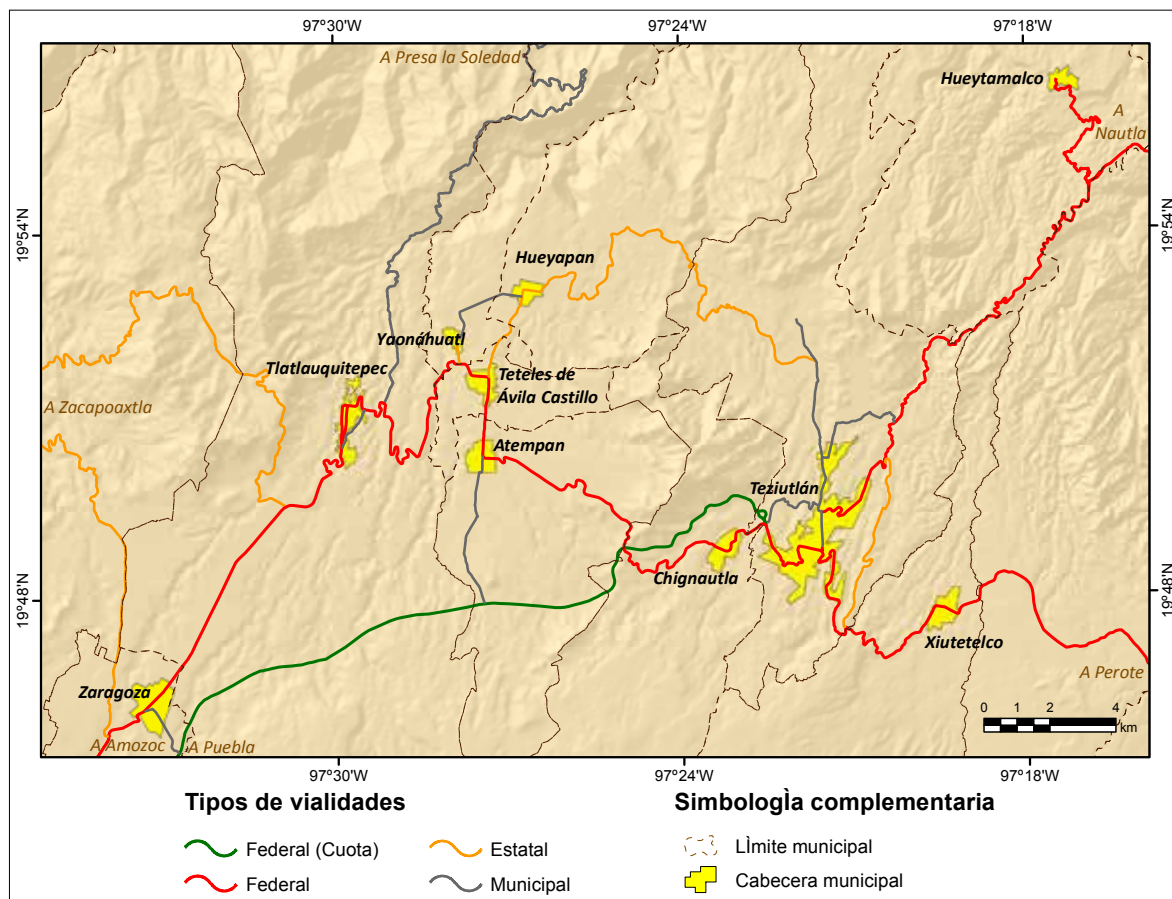 97°30'W
97°24'W
97°18'W
A Presa la Soledad
Hueytamalco
A
Nautla
19°54'N
19°54'N
Hueyapan
Yaonáhuatl
Tlatlauquitepec
Teteles de
Ávila Castillo
A Zacapoaxtla
Atempan
Teziutlán
Chignautla
19°48'N
19°48'N
Xiutetelco
A Perote
Zaragoza
A Amozoc
A Puebla
0 1 2 4
km
97°30'W
97°24'W
97°18'W
Tipos de vialidades
Simbologìa complementaria
Federal (Cuota)
Estatal
Lìmite municipal
Federal
Municipal
Cabecera municipal